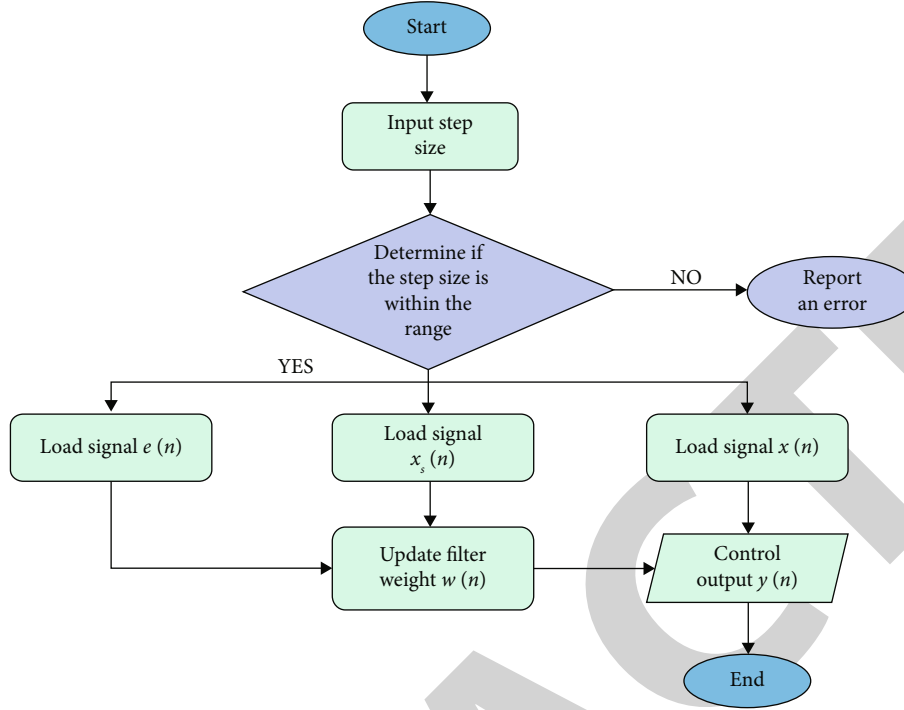 Start
Input step
size
Determine if
the step size is
within the
range
NO
Report
an error
YES
Load signal e (n)
Load signal
xₛ (n)
Load signal x (n)
Update filter
weight w (n)
Control
output y (n)
End